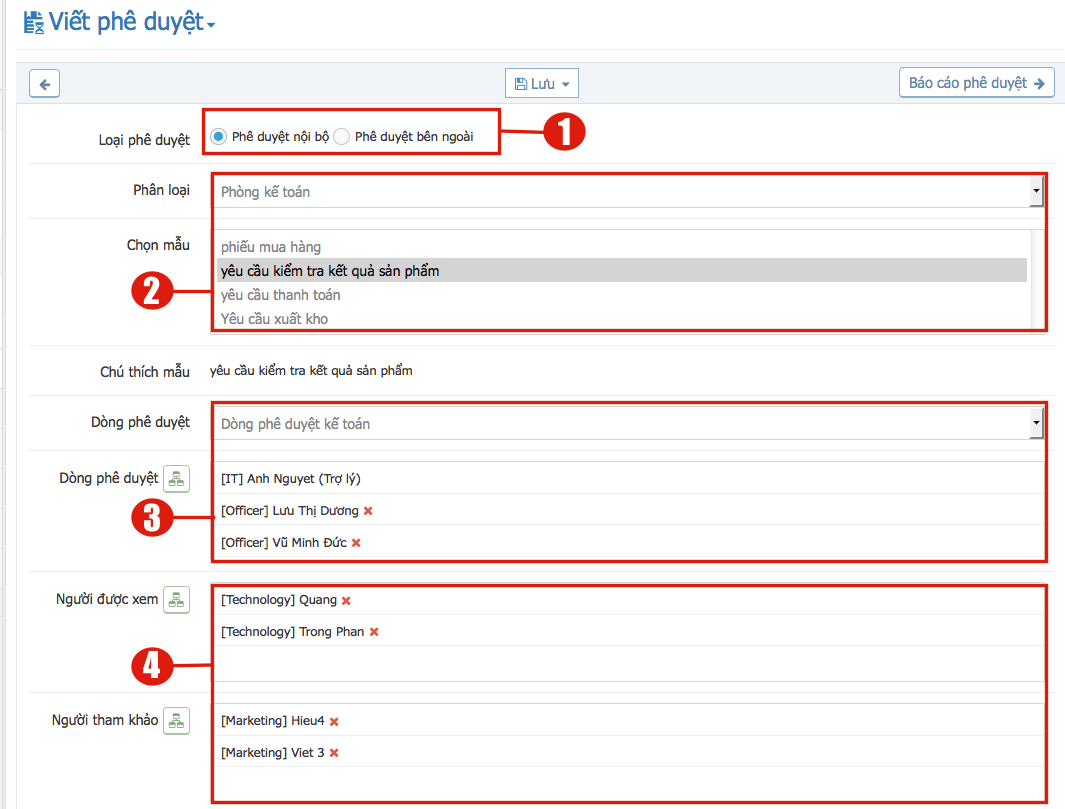 Viết phê duyệt
Lưu
Báo cáo phê duyệt
Loại phê duyệt
Phê duyệt nội bộ
Phê duyệt bên ngoài
1
Phân loại
Phòng kế toán
Chọn mẫu
phiếu mua hàng
yêu cầu kiểm tra kết quả sản phẩm
yêu cầu thanh toán
Yêu cầu xuất kho
2
Chú thích mẫu
yêu cầu kiểm tra kết quả sản phẩm
Dòng phê duyệt
Dòng phê duyệt kế toán
Dòng phê duyệt
[IT] Anh Nguyet (Trợ lý)
[Officer] Lưu Thị Dương
[Officer] Vũ Minh Đức
3
Người được xem
[Technology] Quang
[Technology] Trong Phan
4
Người tham khảo
[Marketing] Hieu4
[Marketing] Viet 3